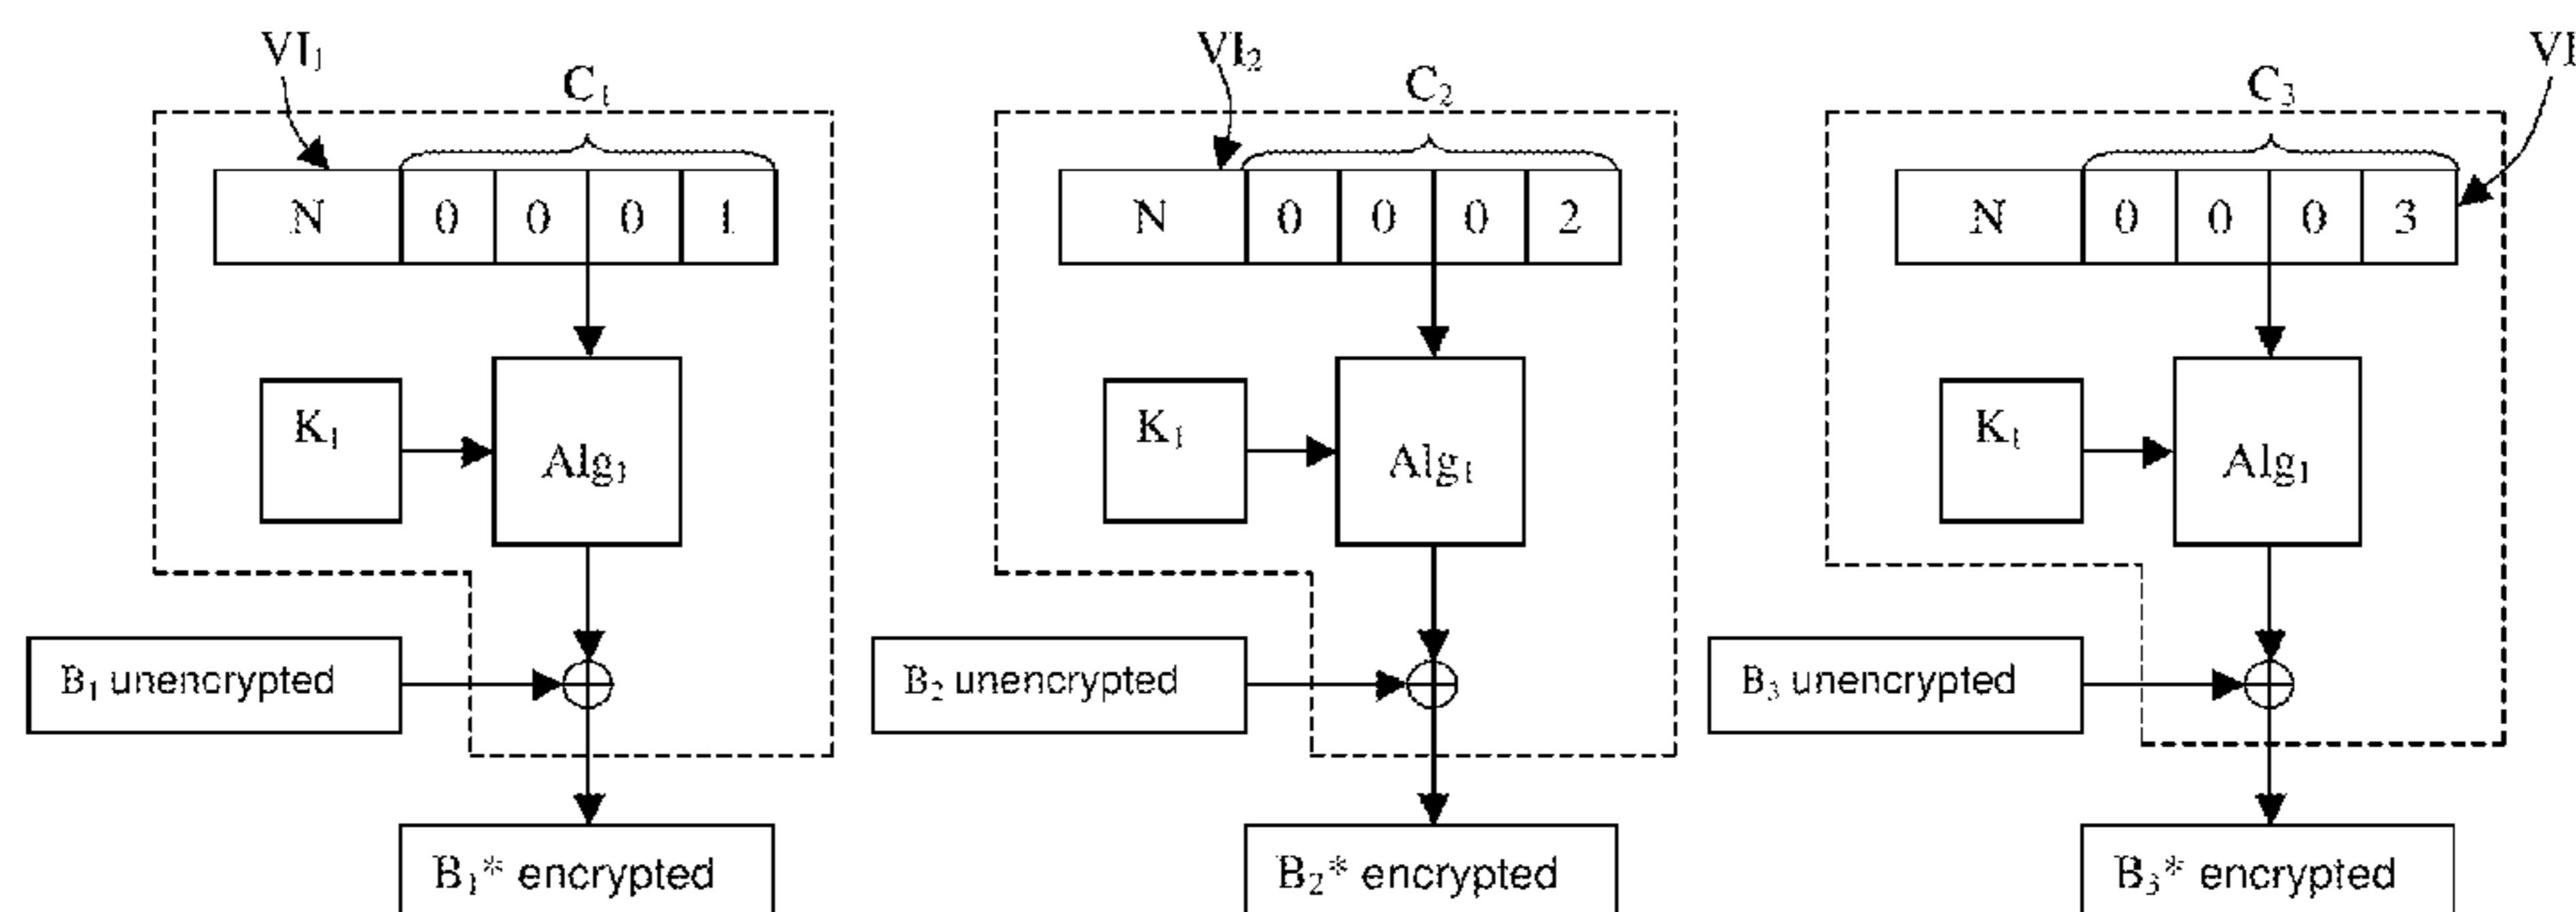 VI₁ VI₂ VI
C₁ C₂ C₃
N 0 0 0 1 N 0 0 0 2 N 0 0 0 3
K₁ Alg₁ K₁ Alg₁ K₁ Alg₁
B₁ unencrypted B₂ unencrypted B₃ unencrypted
B₁* encrypted B₂* encrypted B₃* encrypted